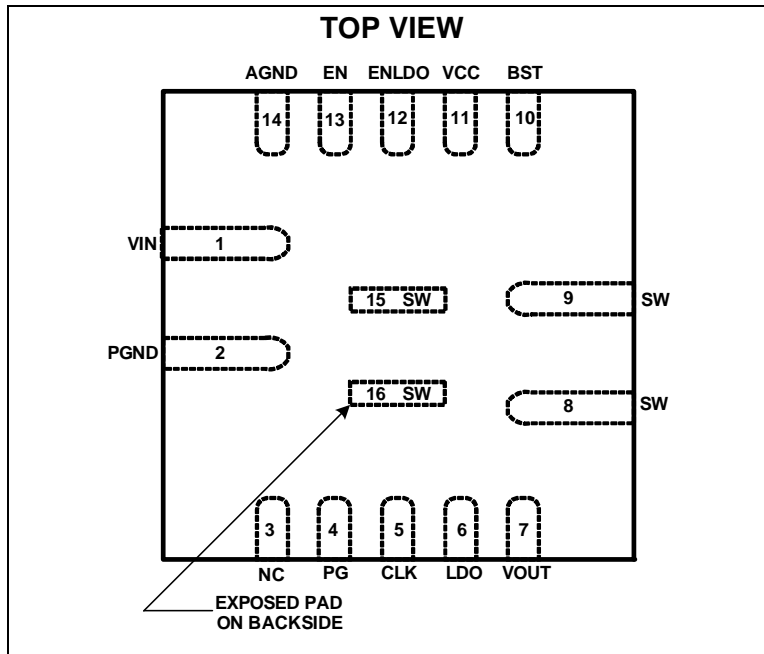 TOP VIEW
AGND EN ENLDO VCC BST
14 13 12 11 10
VIN 1
15 SW 9 SW
PGND 2
16 SW 8 SW
3 4 5 6 7
NC PG CLK LDO VOUT
EXPOSED PAD
ON BACKSIDE